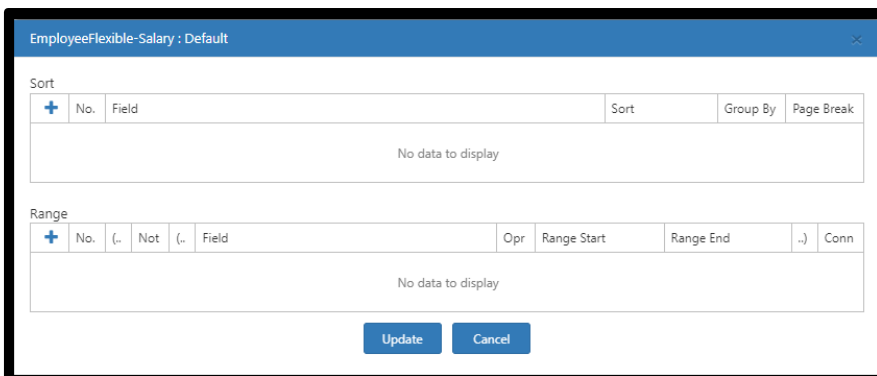 EmployeeFlexible-Salary : Default ×
Sort
+ No. Field Sort Group By Page Break
No data to display
Range
+ No. (.. Not (.. Field Opr Range Start Range End ..) Conn
No data to display
Update Cancel